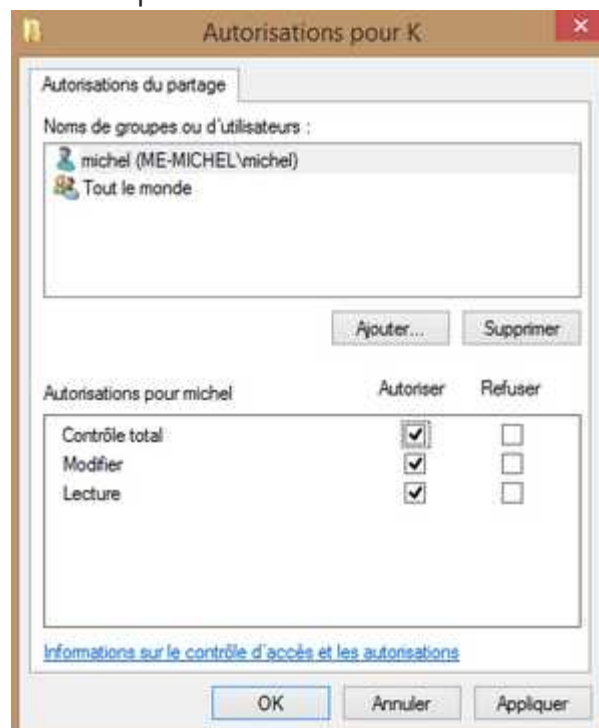 Autorisations pour K
Autorisations du partage
Noms de groupes ou d'utilisateurs :
michel (ME-MICHEL\michel)
Tout le monde
Ajouter... Supprimer
Autorisations pour michel Autoriser Refuser
Contrôle total
Modifier
Lecture
Informations sur le contrôle d'accès et les autorisations
OK Annuler Appliquer